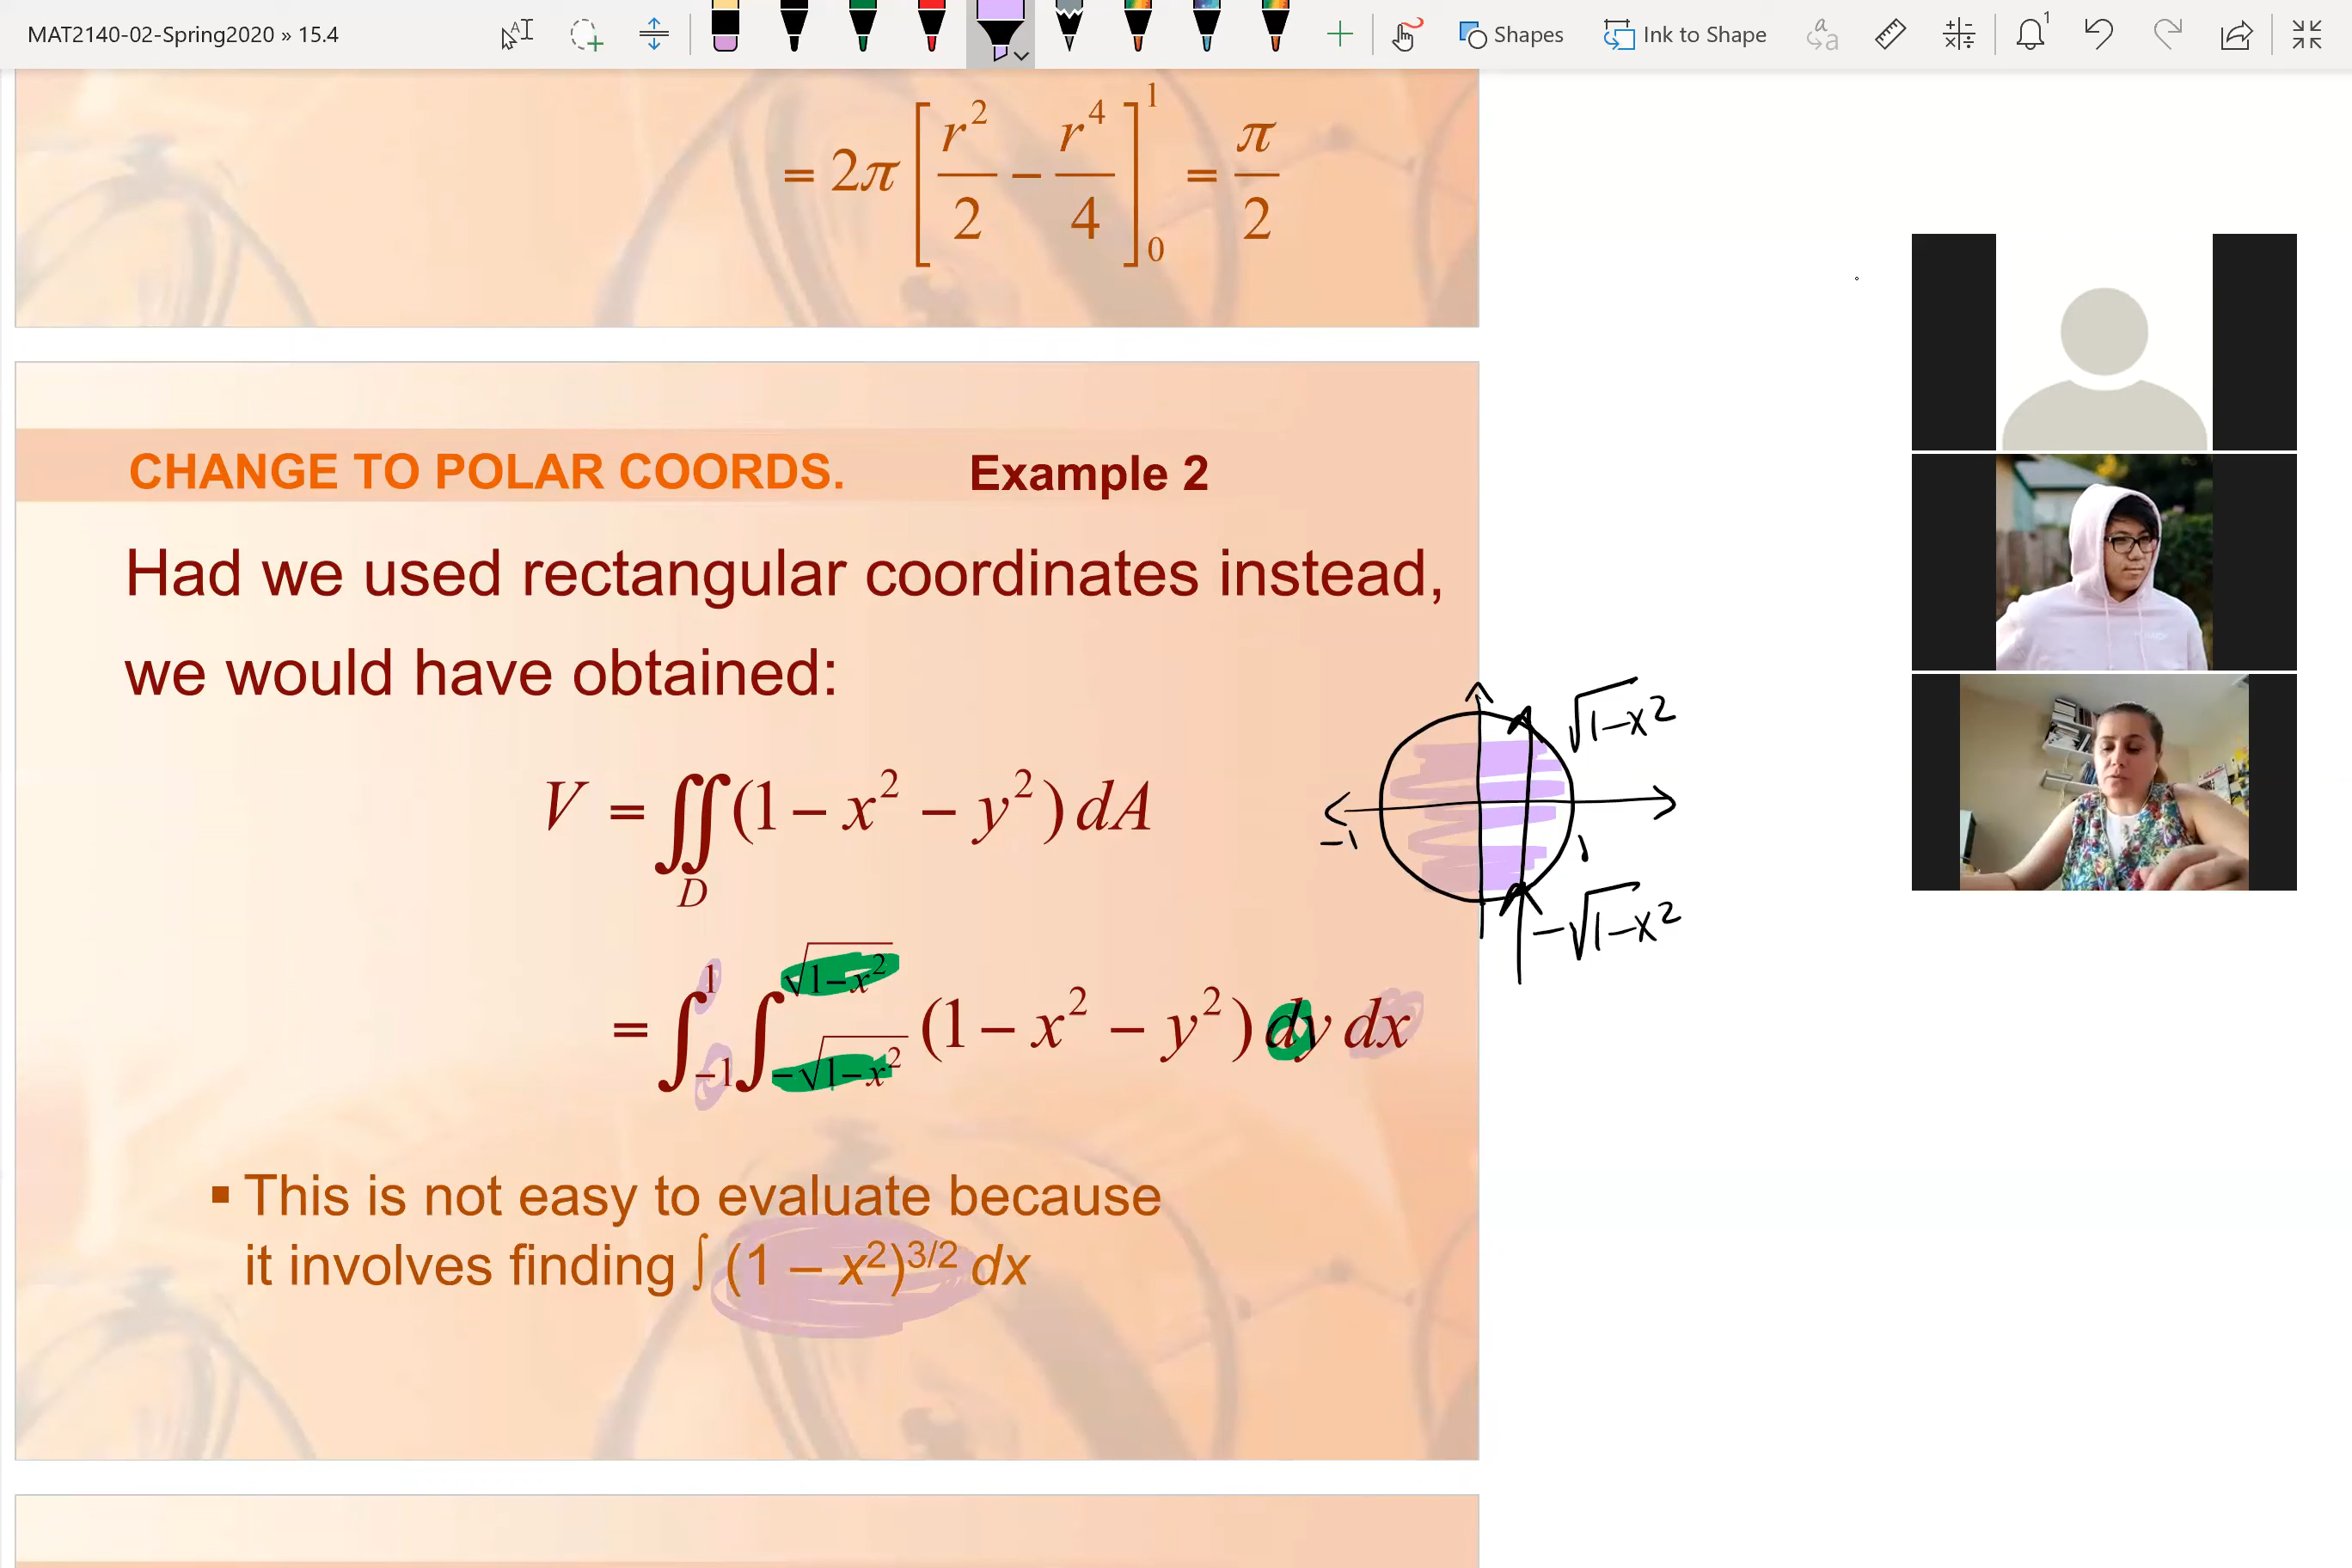 MAT2140-02-Spring2020 » 15.4
Shapes
Ink to Shape
1
= 2π [ r²/2 − r⁴/4 ]₀¹ = π/2
CHANGE TO POLAR COORDS. Example 2
Had we used rectangular coordinates instead,
we would have obtained:
V = ∬_D (1 − x² − y²) dA
= ∫₋₁¹ ∫_{−√(1−x²)}^{√(1−x²)} (1 − x² − y²) dy dx
√(1−x²)
−1
1
−√(1−x²)
▪ This is not easy to evaluate because
it involves finding ∫ (1 – x²)^{3/2} dx